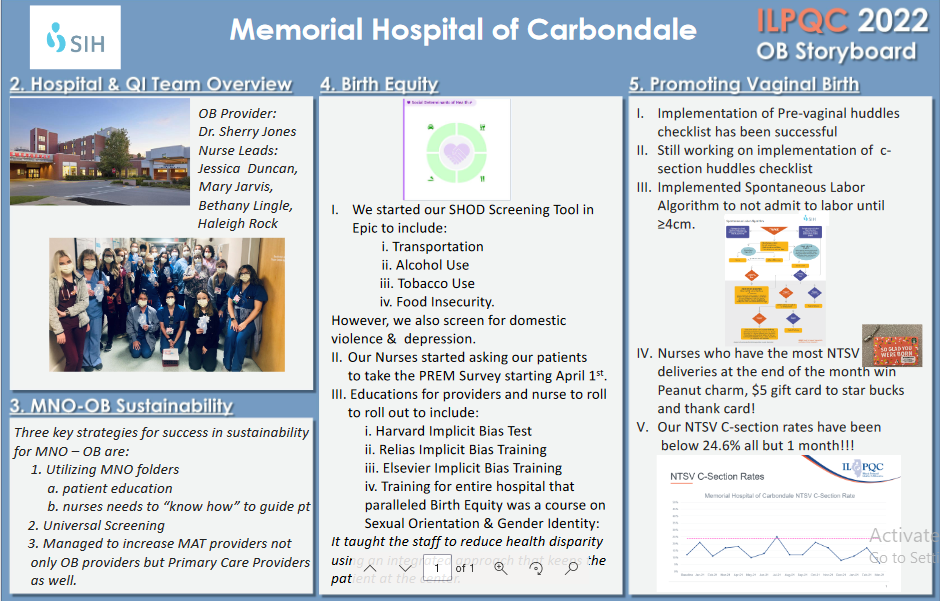 SIH
Memorial Hospital of Carbondale
ILPQC 2022
OB Storyboard
2. Hospital & QI Team Overview
OB Provider:
Dr. Sherry Jones
Nurse Leads:
Jessica Duncan,
Mary Jarvis,
Bethany Lingle,
Haleigh Rock
3. MNO-OB Sustainability
Three key strategies for success in sustainability
for MNO – OB are:
1. Utilizing MNO folders
a. patient education
b. nurses needs to “know how” to guide pt
2. Universal Screening
3. Managed to increase MAT providers not
only OB providers but Primary Care Providers
as well.
4. Birth Equity
I. We started our SHOD Screening Tool in
Epic to include:
i. Transportation
ii. Alcohol Use
iii. Tobacco Use
iv. Food Insecurity.
However, we also screen for domestic
violence & depression.
II. Our Nurses started asking our patients
to take the PREM Survey starting April 1st.
III. Educations for providers and nurse to roll
to roll out to include:
i. Harvard Implicit Bias Test
ii. Relias Implicit Bias Training
iii. Elsevier Implicit Bias Training
iv. Training for entire hospital that
paralleled Birth Equity was a course on
Sexual Orientation & Gender Identity:
It taught the staff to reduce health disparity
using an integrated approach that keeps the
patient at the center.
1 of 1
5. Promoting Vaginal Birth
I. Implementation of Pre-vaginal huddles
checklist has been successful
II. Still working on implementation of c-
section huddles checklist
III. Implemented Spontaneous Labor
Algorithm to not admit to labor until
≥4cm.
SIH
SO GLAD YOU
WERE BORN
IV. Nurses who have the most NTSV
deliveries at the end of the month win
Peanut charm, $5 gift card to star bucks
and thank card!
V. Our NTSV C-section rates have been
below 24.6% all but 1 month!!!
ILPQC
NTSV C-Section Rates
Memorial Hospital of Carbondale NTSV C-Section Rate
Activate
Go to Sett